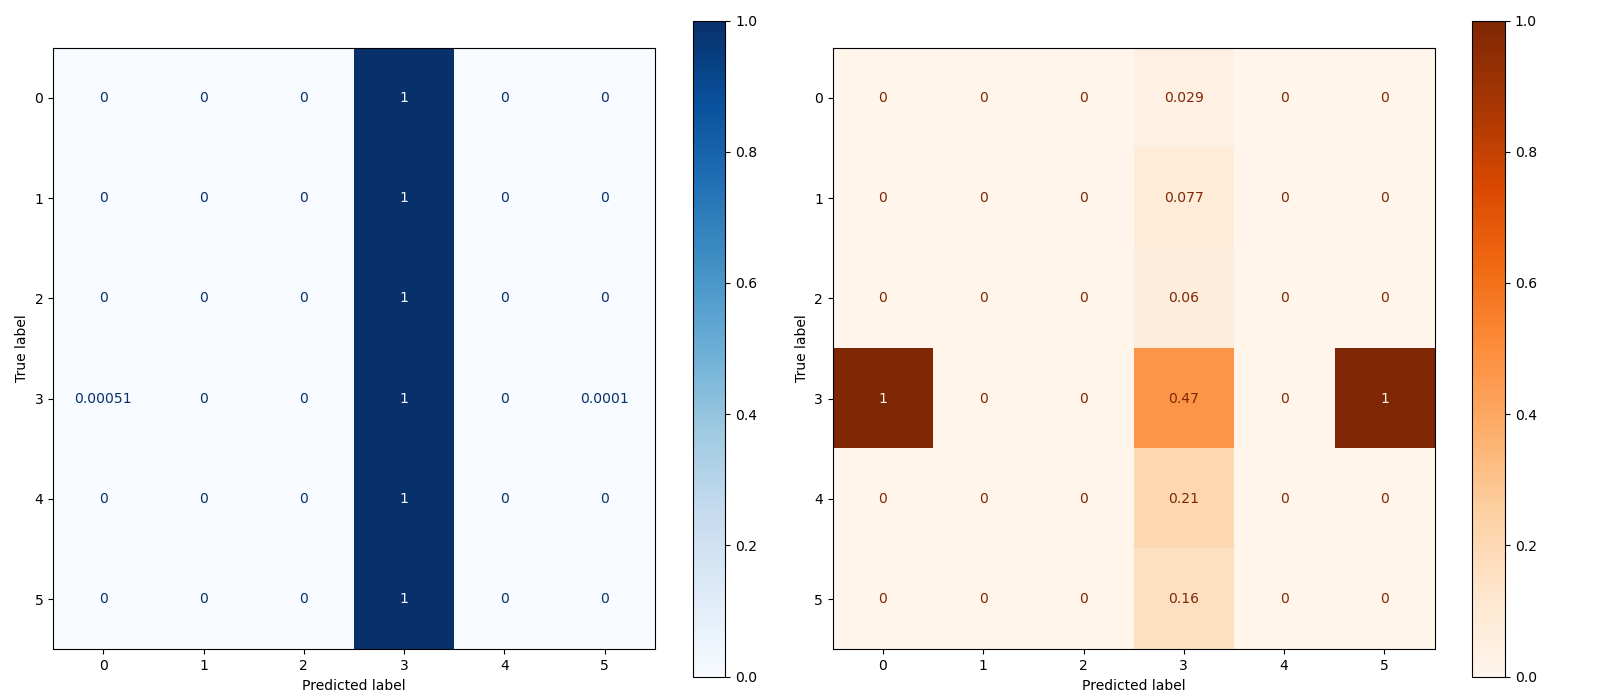 1.0
0 0 0 0 1 0 0
0.8
1 0 0 0 1 0 0
0.6
2 0 0 0 1 0 0
True label
3 0.00051 0 0 1 0 0.0001
0.4
4 0 0 0 1 0 0
0.2
5 0 0 0 1 0 0
0.0
0 1 2 3 4 5
Predicted label
1.0
0 0 0 0 0.029 0 0
0.8
1 0 0 0 0.077 0 0
0.6
2 0 0 0 0.06 0 0
True label
3 1 0 0 0.47 0 1
0.4
4 0 0 0 0.21 0 0
0.2
5 0 0 0 0.16 0 0
0.0
0 1 2 3 4 5
Predicted label